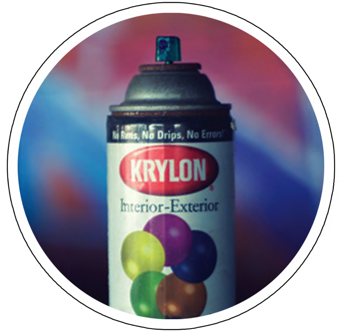 No Runs, No Drips, No Errors!
KRYLON®
Interior-Exterior